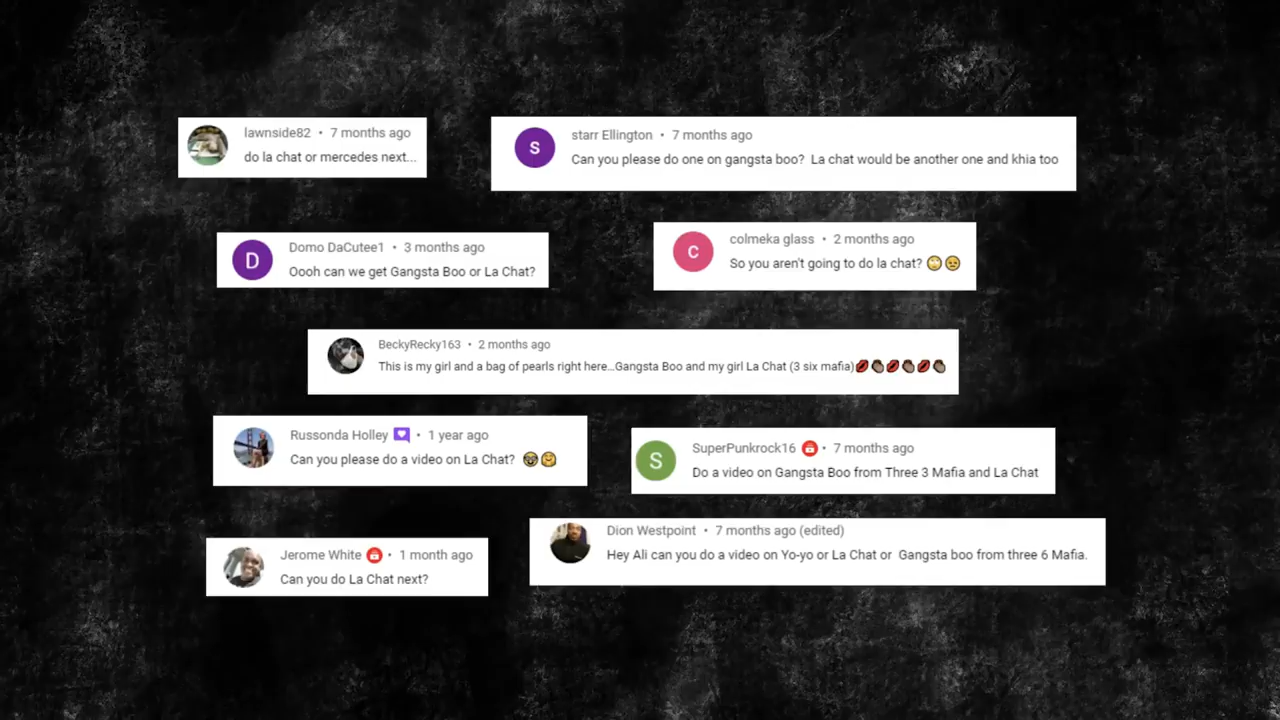 lawnside82 • 7 months ago
do la chat or mercedes next...
S
starr Ellington • 7 months ago
Can you please do one on gangsta boo? La chat would be another one and khia too
D
Domo DaCutee1 • 3 months ago
Oooh can we get Gangsta Boo or La Chat?
C
colmeka glass • 2 months ago
So you aren't going to do la chat? 🙄😣
BeckyRecky163 • 2 months ago
This is my girl and a bag of pearls right here...Gangsta Boo and my girl La Chat (3 six mafia)💋👏🏾💋👏🏾💋👏🏾
Russonda Holley • 1 year ago
Can you please do a video on La Chat? 🤓🤗
S
SuperPunkrock16 • 7 months ago
Do a video on Gangsta Boo from Three 3 Mafia and La Chat
Jerome White • 1 month ago
Can you do La Chat next?
Dion Westpoint • 7 months ago (edited)
Hey Ali can you do a video on Yo-yo or La Chat or Gangsta boo from three 6 Mafia.